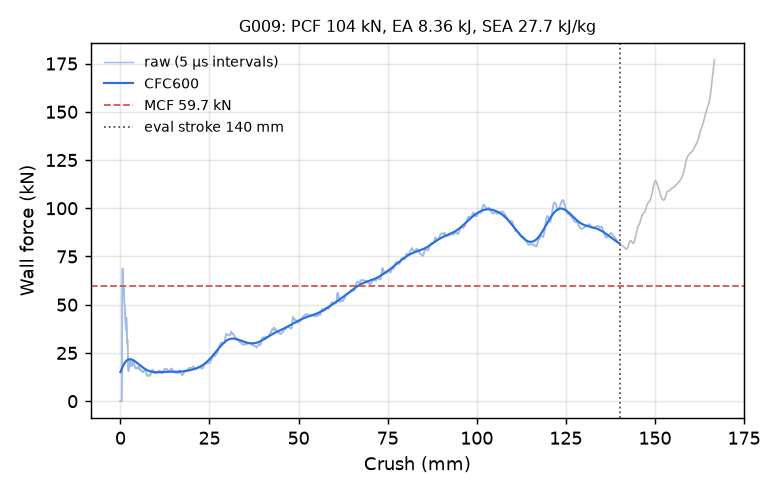 G009: PCF 104 kN, EA 8.36 kJ, SEA 27.7 kJ/kg
raw (5 µs intervals)
CFC600
MCF 59.7 kN
eval stroke 140 mm
Wall force (kN)
175
150
125
100
75
50
25
0
0 25 50 75 100 125 150 175
Crush (mm)